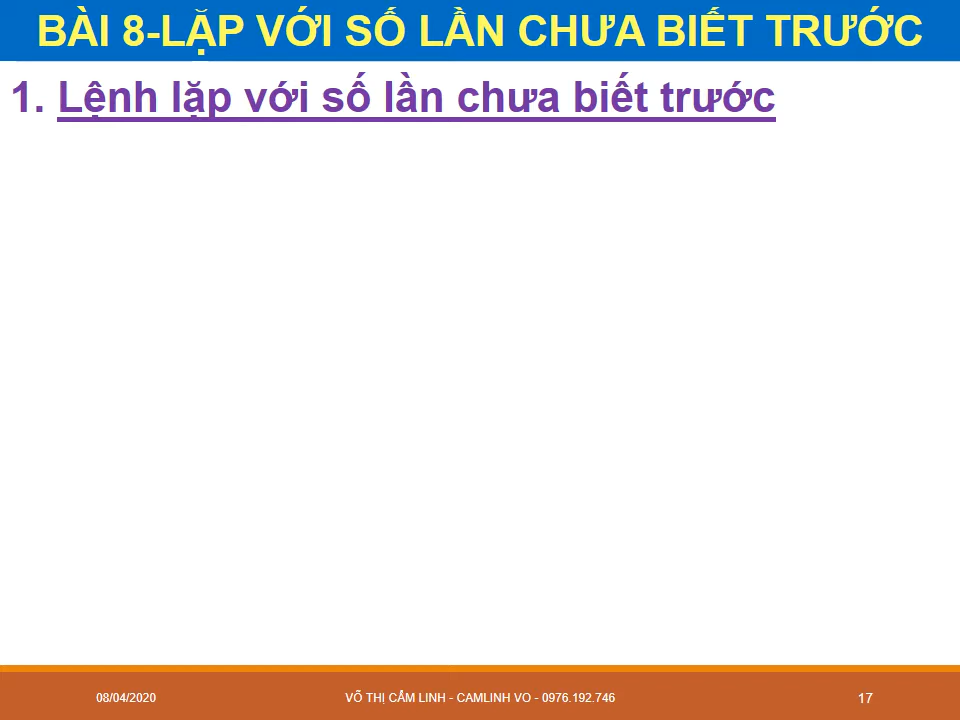 BÀI 8-LẶP VỚI SỐ LẦN CHƯA BIẾT TRƯỚC
1. Lệnh lặp với số lần chưa biết trước
08/04/2020
VÕ THỊ CẨM LINH - CAMLINH VO - 0976.192.746
17